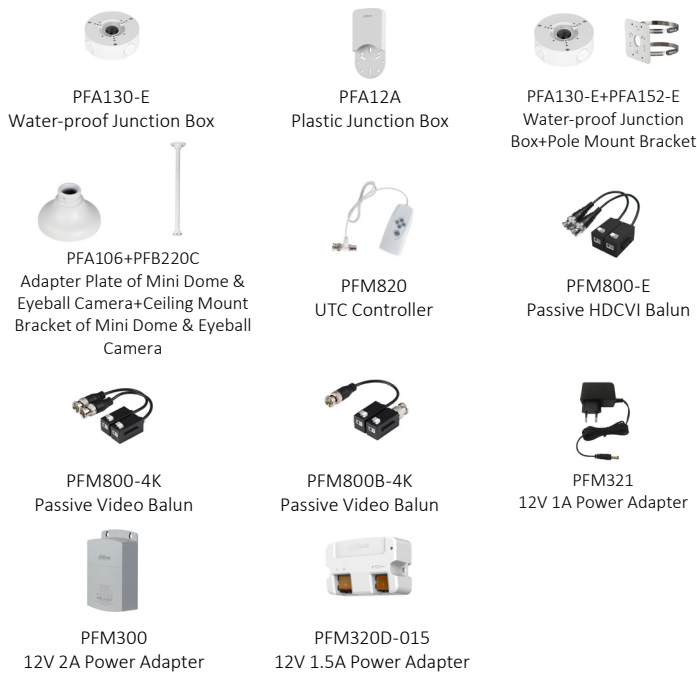 PFA130-E
Water-proof Junction Box
PFA12A
Plastic Junction Box
PFA130-E+PFA152-E
Water-proof Junction
Box+Pole Mount Bracket
PFA106+PFB220C
Adapter Plate of Mini Dome &
Eyeball Camera+Ceiling Mount
Bracket of Mini Dome & Eyeball
Camera
PFM820
UTC Controller
PFM800-E
Passive HDCVI Balun
PFM800-4K
Passive Video Balun
PFM800B-4K
Passive Video Balun
PFM321
12V 1A Power Adapter
PFM300
12V 2A Power Adapter
PFM320D-015
12V 1.5A Power Adapter